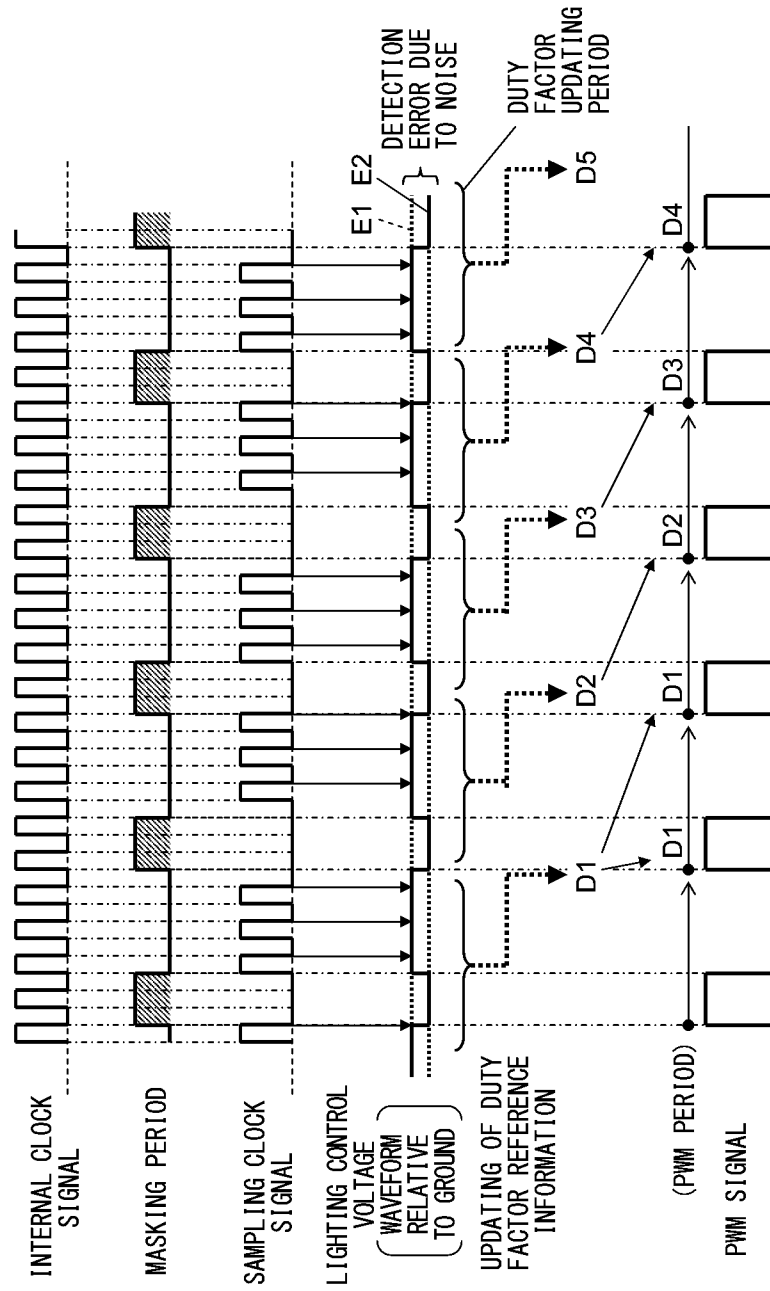 INTERNAL CLOCK
SIGNAL
MASKING PERIOD
SAMPLING CLOCK
SIGNAL
LIGHTING CONTROL
VOLTAGE
WAVEFORM
RELATIVE
TO GROUND
E1
E2
DETECTION
ERROR DUE
TO NOISE
UPDATING OF DUTY
FACTOR REFERENCE
INFORMATION
D1
D2
D3
D4
D5
DUTY
FACTOR
UPDATING
PERIOD
(PWM PERIOD)
D1
D1
D2
D3
D4
PWM SIGNAL